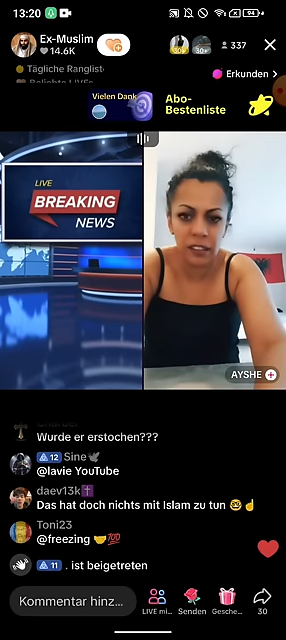 13:20
Ex-Muslim
14.6K
30+
337
Tägliche Ranglist
Erkunden >
Vielen Dank
Abo-
Bestenliste
LIVE
BREAKING
NEWS
AYSHE
Wurde er erstochen???
12 Sine
@lavie YouTube
daev13k
Das hat doch nichts mit Islam zu tun 🤓☝️
Toni23
@freezing 🤝💯
11 . ist beigetreten
Kommentar hinz...
LIVE mi...
Senden
Gesche...
30